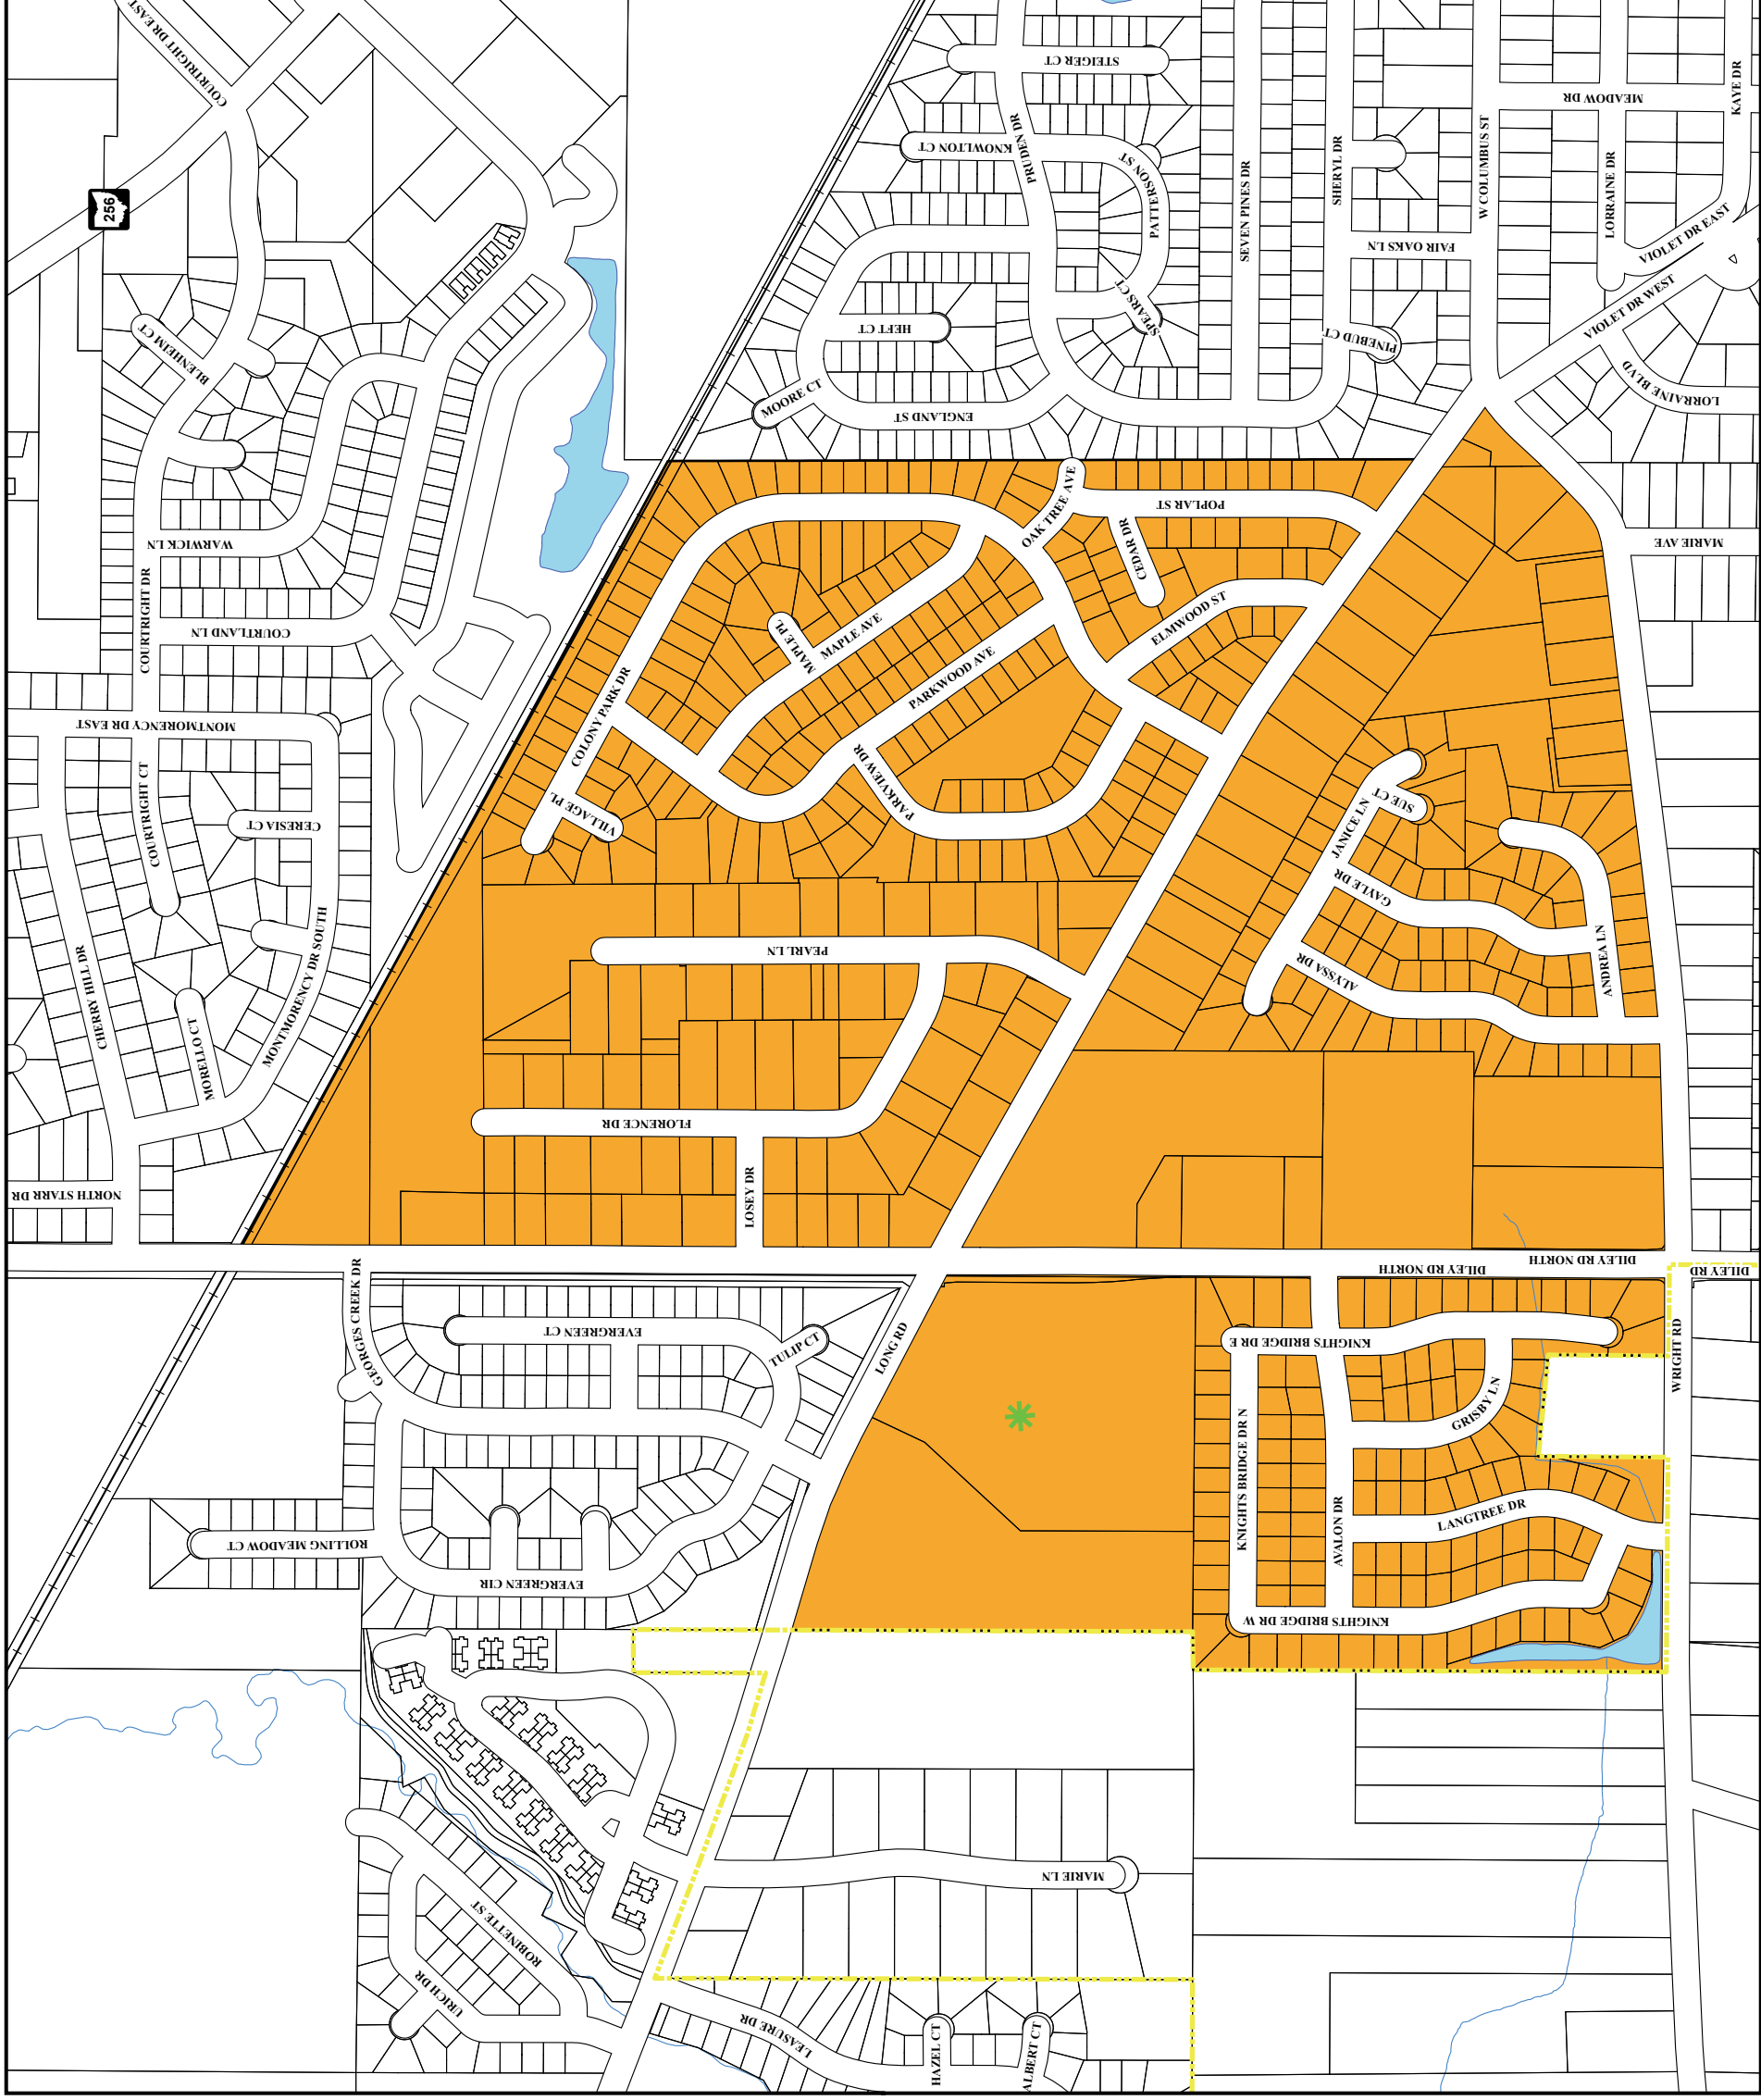 COURTRIGHT DR EAST
256
STEIGER CT
KAYE DR
MEADOW DR
KNOWLTON CT
PRUDEN DR
PATTERSON ST
SEVEN PINES DR
SHERYL DR
W COLUMBUS ST
LORRAINE DR
FAIR OAKS LN
VIOLET DR EAST
BLENHEIM CT
HEFT CT
SPEARS CT
PINEBUD CT
VIOLET DR WEST
LORRAINE BLVD
MOORE CT
ENGLAND ST
OAK TREE AVE
POPLAR ST
WARWICK LN
CEDAR DR
MARIE AVE
COURTRIGHT DR
COURTLAND LN
MAPLE PL
MAPLE AVE
ELMWOOD ST
PARKWOOD AVE
COLONY PARK DR
MONTMORENCY DR EAST
PARKVIEW DR
VILLAGE PL
COURTRIGHT CT
CERESIA CT
SUE CT
JANICE LN
GAYLE DR
CHERRY HILL DR
PEARL LN
ANDREA LN
ALYSSA DR
MONTMORENCY DR SOUTH
MORELLO CT
FLORENCE DR
LOSEY DR
NORTH STARR DR
DILEY RD NORTH
DILEY RD NORTH
DILEY RD
GEORGES CREEK DR
EVERGREEN CT
TULIP CT
LONG RD
KNIGHTS BRIDGE DR E
WRIGHT RD
GRISBY LN
KNIGHTS BRIDGE DR N
AVALON DR
LANGTREE DR
ROLLING MEADOW CT
EVERGREEN CIR
KNIGHTS BRIDGE DR W
MARIE LN
ROBINETTE ST
URICH DR
LEASURE DR
HAZEL CT
ALBERT CT